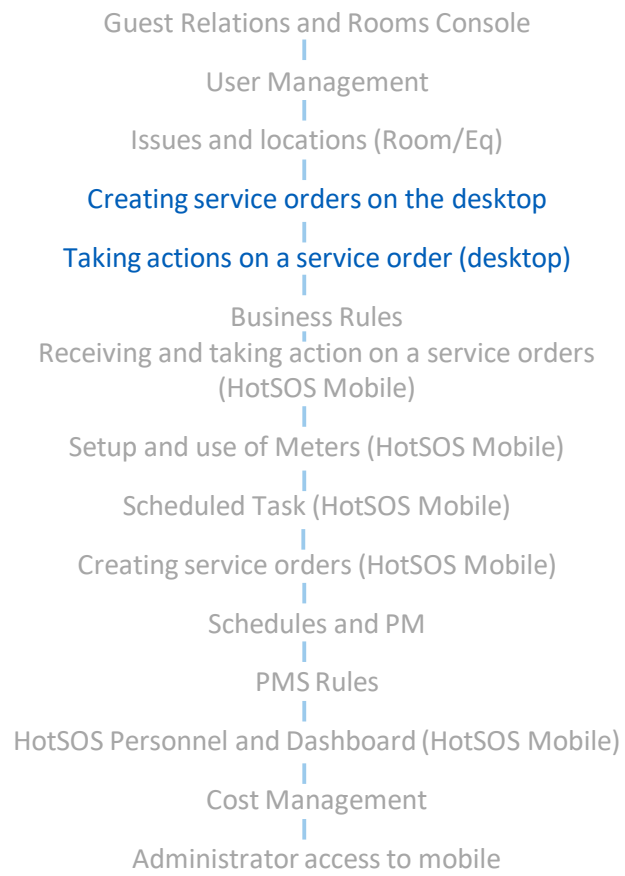 Guest Relations and Rooms Console
User Management
Issues and locations (Room/Eq)
Creating service orders on the desktop
Taking actions on a service order (desktop)
Business Rules
Receiving and taking action on a service orders
(HotSOS Mobile)
Setup and use of Meters (HotSOS Mobile)
Scheduled Task (HotSOS Mobile)
Creating service orders (HotSOS Mobile)
Schedules and PM
PMS Rules
HotSOS Personnel and Dashboard (HotSOS Mobile)
Cost Management
Administrator access to mobile